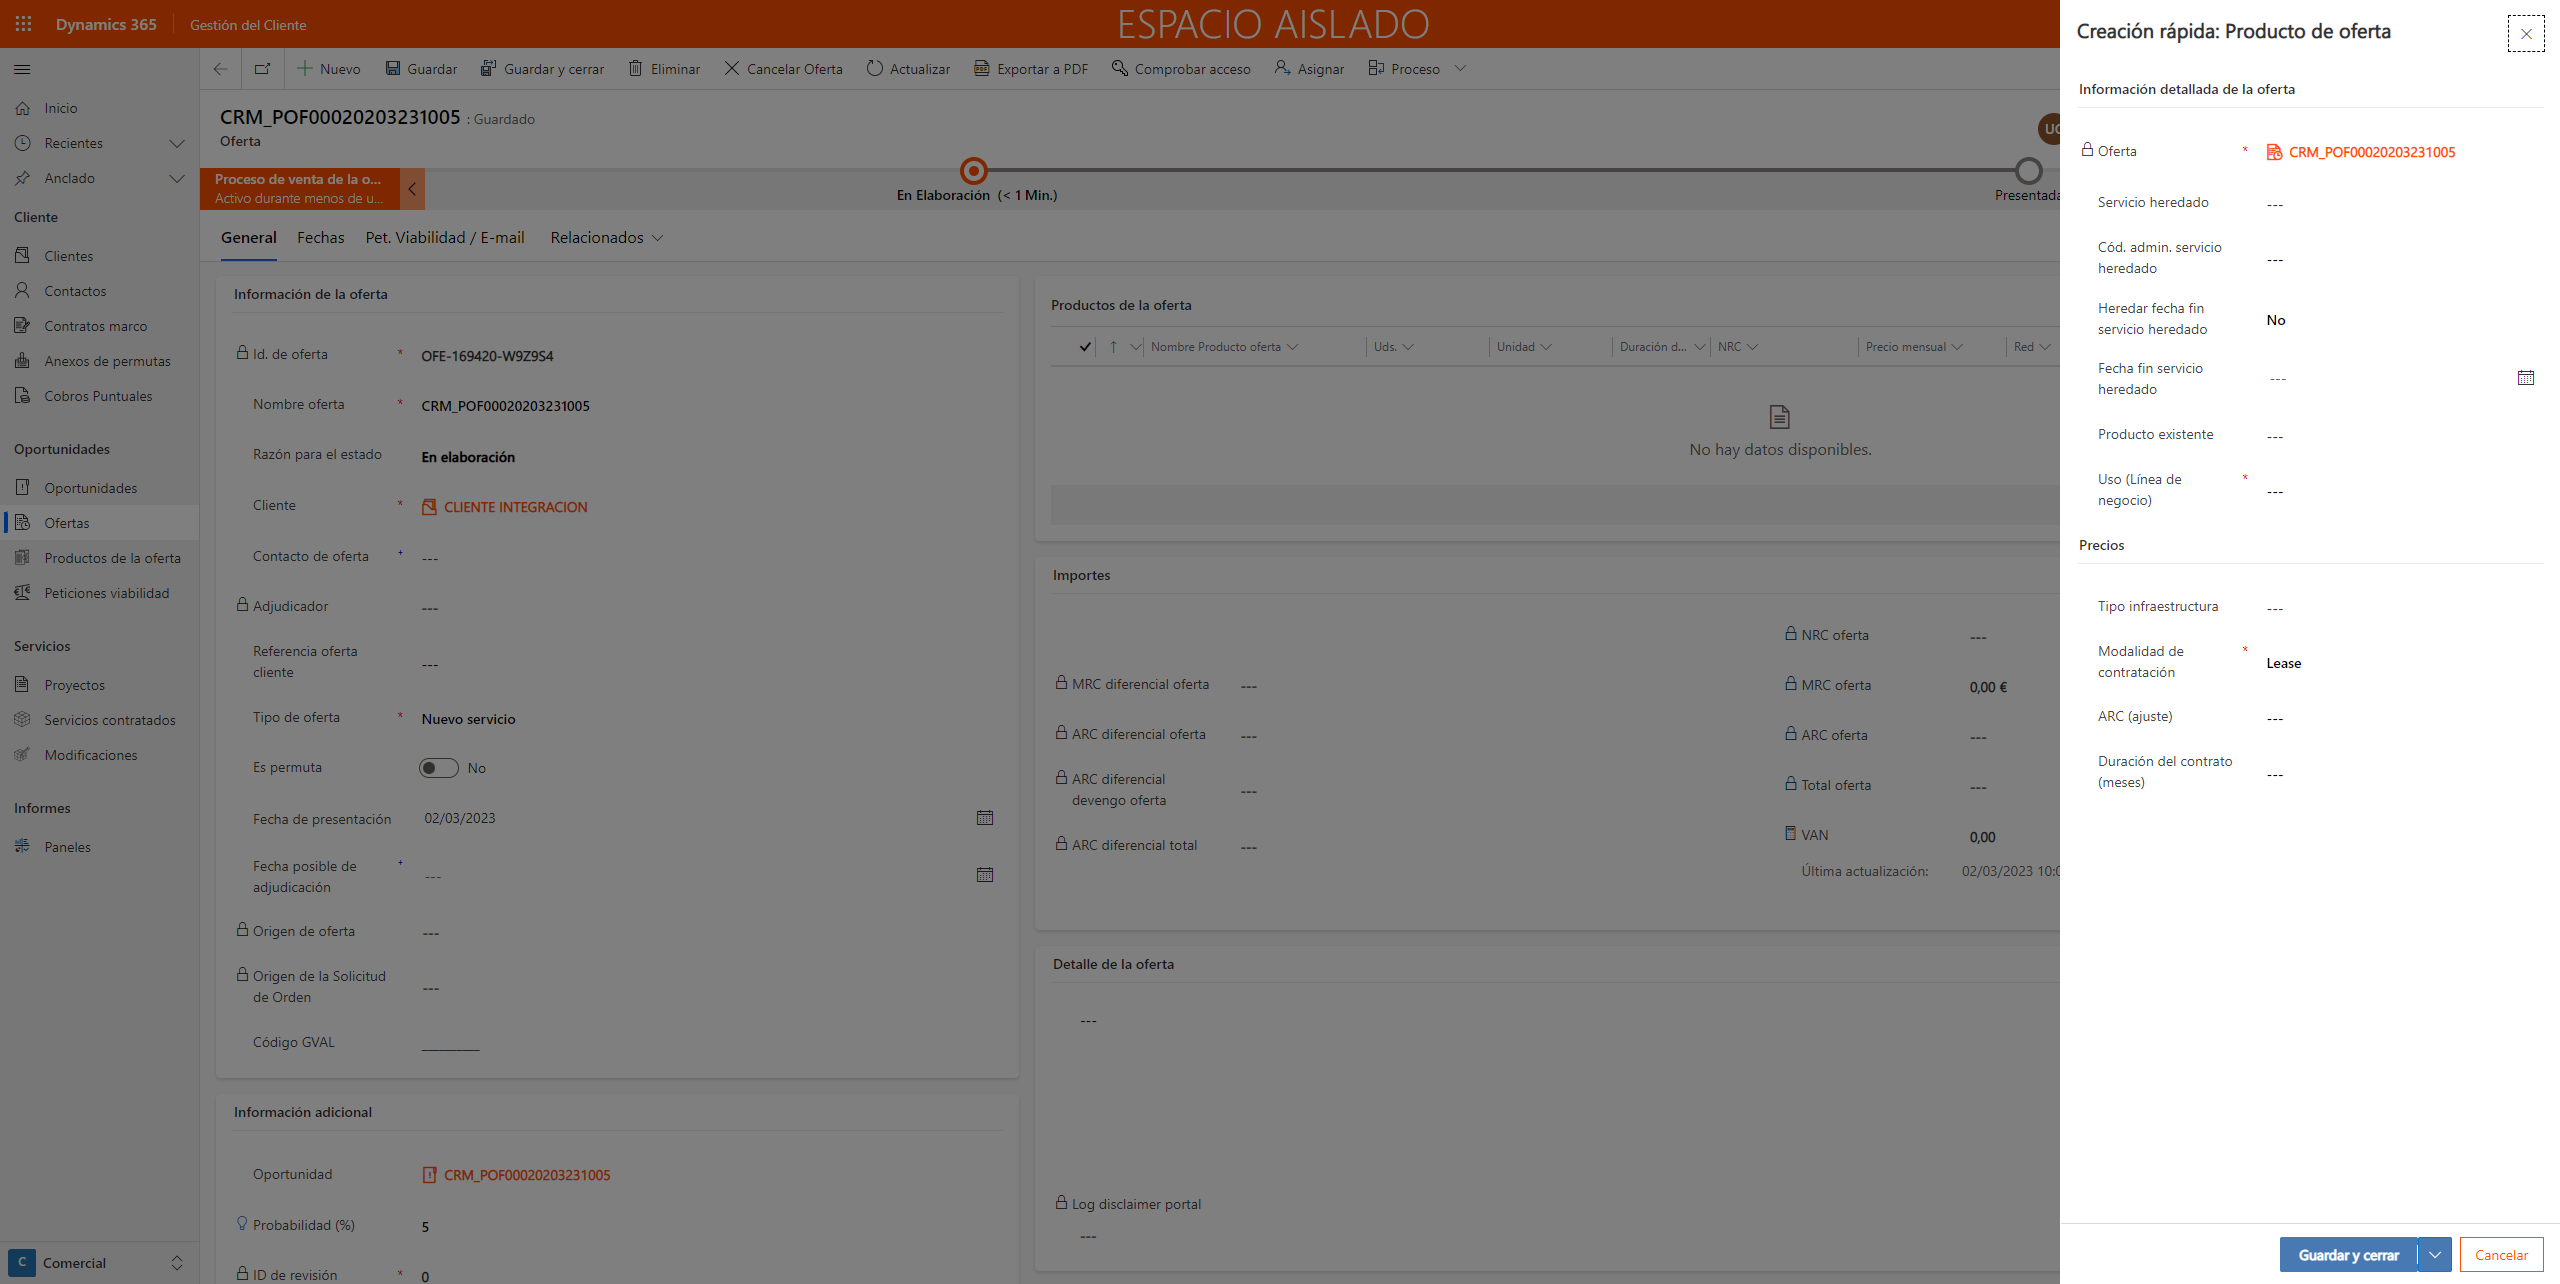 Dynamics 365
Gestión del Cliente
ESPACIO AISLADO
Nuevo
Guardar
Guardar y cerrar
Eliminar
Cancelar Oferta
Actualizar
Exportar a PDF
Comprobar acceso
Asignar
Proceso
Inicio
Recientes
Anclado
Cliente
Clientes
Contactos
Contratos marco
Anexos de permutas
Cobros Puntuales
Oportunidades
Oportunidades
Ofertas
Productos de la oferta
Peticiones viabilidad
Servicios
Proyectos
Servicios contratados
Modificaciones
Informes
Paneles
C
Comercial
CRM_POF00020203231005 : Guardado
Oferta
Proceso de venta de la o...
Activo durante menos de u...
En Elaboración (< 1 Min.)
Presentada
General
Fechas
Pet. Viabilidad / E-mail
Relacionados
Información de la oferta
Id. de oferta * OFE-169420-W9Z9S4
Nombre oferta * CRM_POF00020203231005
Razón para el estado En elaboración
Cliente * CLIENTE INTEGRACION
Contacto de oferta + ---
Adjudicador ---
Referencia oferta
cliente
---
Tipo de oferta * Nuevo servicio
Es permuta No
Fecha de presentación 02/03/2023
Fecha posible de
adjudicación
+ ---
Origen de oferta ---
Origen de la Solicitud
de Orden
---
Código GVAL
Información adicional
Oportunidad CRM_POF00020203231005
Probabilidad (%) 5
ID de revisión * 0
Productos de la oferta
Nombre Producto oferta
Uds.
Unidad
Duración d...
NRC
Precio mensual
Red
No hay datos disponibles.
Importes
NRC oferta ---
MRC diferencial oferta ---
MRC oferta 0,00 €
ARC diferencial oferta ---
ARC oferta ---
ARC diferencial
devengo oferta
---
Total oferta ---
ARC diferencial total ---
VAN 0,00
Última actualización: 02/03/2023 10:0
Detalle de la oferta
---
Log disclaimer portal
---
Creación rápida: Producto de oferta
Información detallada de la oferta
Oferta * CRM_POF00020203231005
Servicio heredado ---
Cód. admin. servicio
heredado
---
Heredar fecha fin
servicio heredado
No
Fecha fin servicio
heredado
---
Producto existente ---
Uso (Línea de
negocio)
* ---
Precios
Tipo infraestructura ---
Modalidad de
contratación
* Lease
ARC (ajuste) ---
Duración del contrato
(meses)
---
Guardar y cerrar
Cancelar